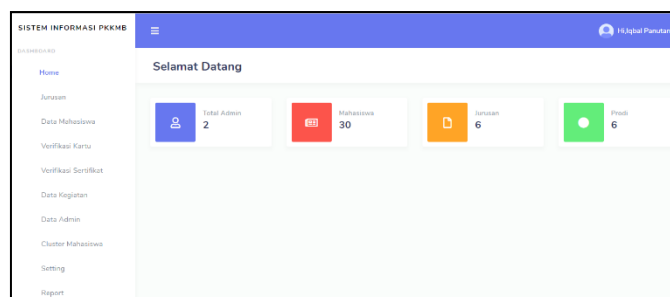 SISTEM INFORMASI PKKMB
Hi,Iqbal Panutan
DASHBOARD
Home
Selamat Datang
Jurusan
Data Mahasiswa
Verifikasi Kartu
Verifikasi Sertifikat
Data Kegiatan
Data Admin
Cluster Mahasiswa
Setting
Report
Total Admin
2
Mahasiswa
30
Jurusan
6
Prodi
6